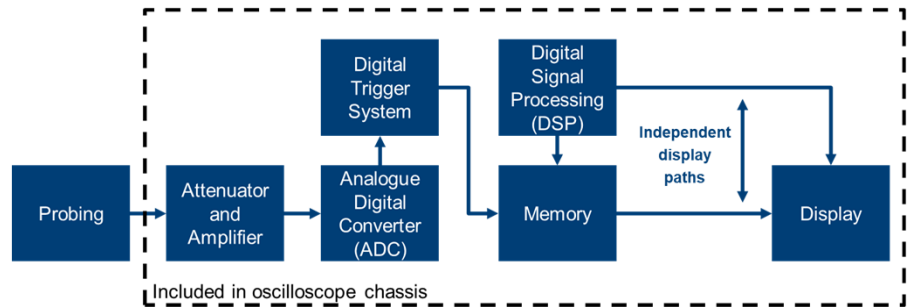 Probing
Attenuator
and
Amplifier
Digital
Trigger
System
Analogue
Digital
Converter
(ADC)
Digital
Signal
Processing
(DSP)
Memory
Independent
display
paths
Display
Included in oscilloscope chassis